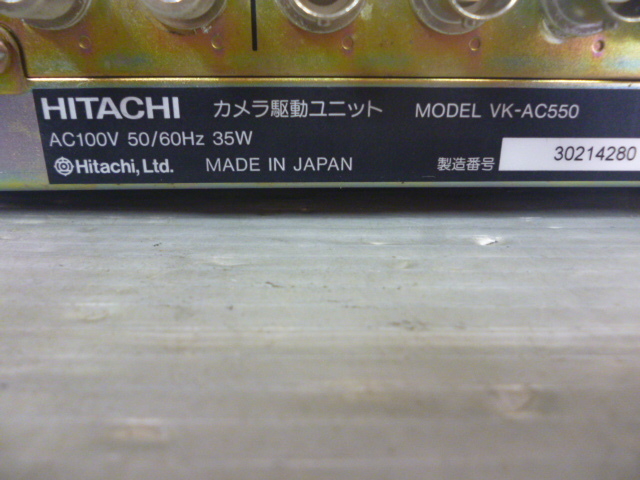 HITACHI カメラ駆動ユニット MODEL VK-AC550
AC100V 50/60Hz 35W
Hitachi, Ltd. MADE IN JAPAN 製造番号 30214280